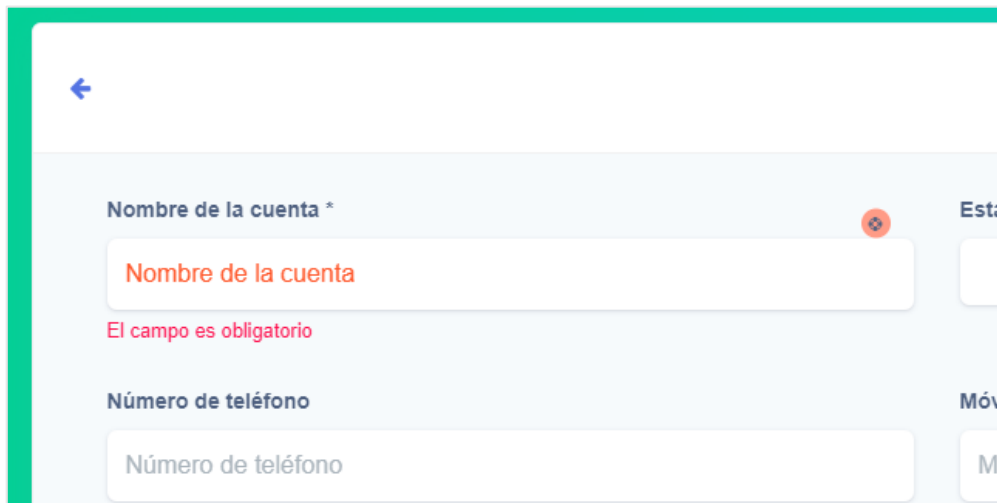 Nombre de la cuenta *
Nombre de la cuenta
El campo es obligatorio
Número de teléfono
Número de teléfono